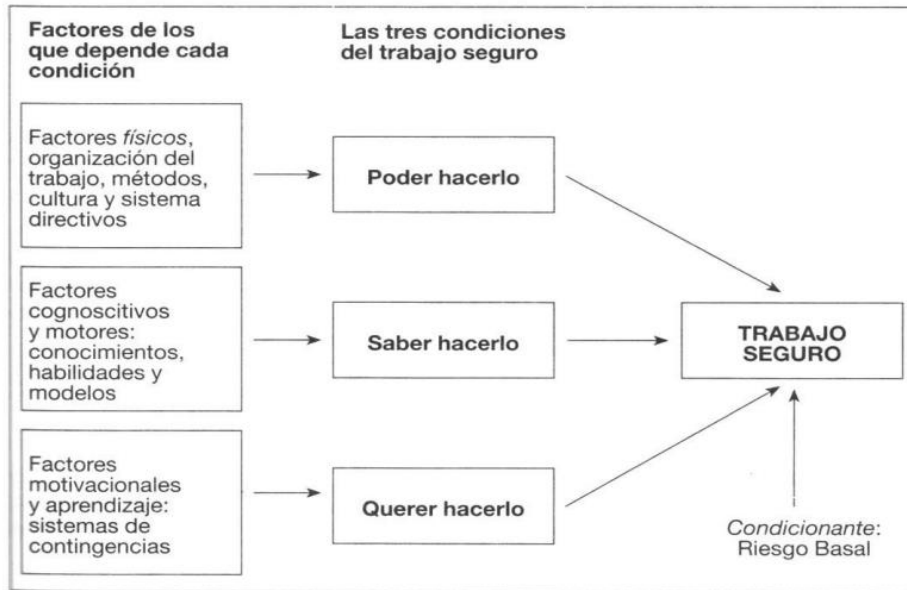 Factores de los
que depende cada
condición
Las tres condiciones
del trabajo seguro
Factores físicos,
organización del
trabajo, métodos,
cultura y sistema
directivos
Poder hacerlo
Factores
cognoscitivos
y motores:
conocimientos,
habilidades y
modelos
Saber hacerlo
TRABAJO
SEGURO
Factores
motivacionales
y aprendizaje:
sistemas de
contingencias
Querer hacerlo
Condicionante:
Riesgo Basal